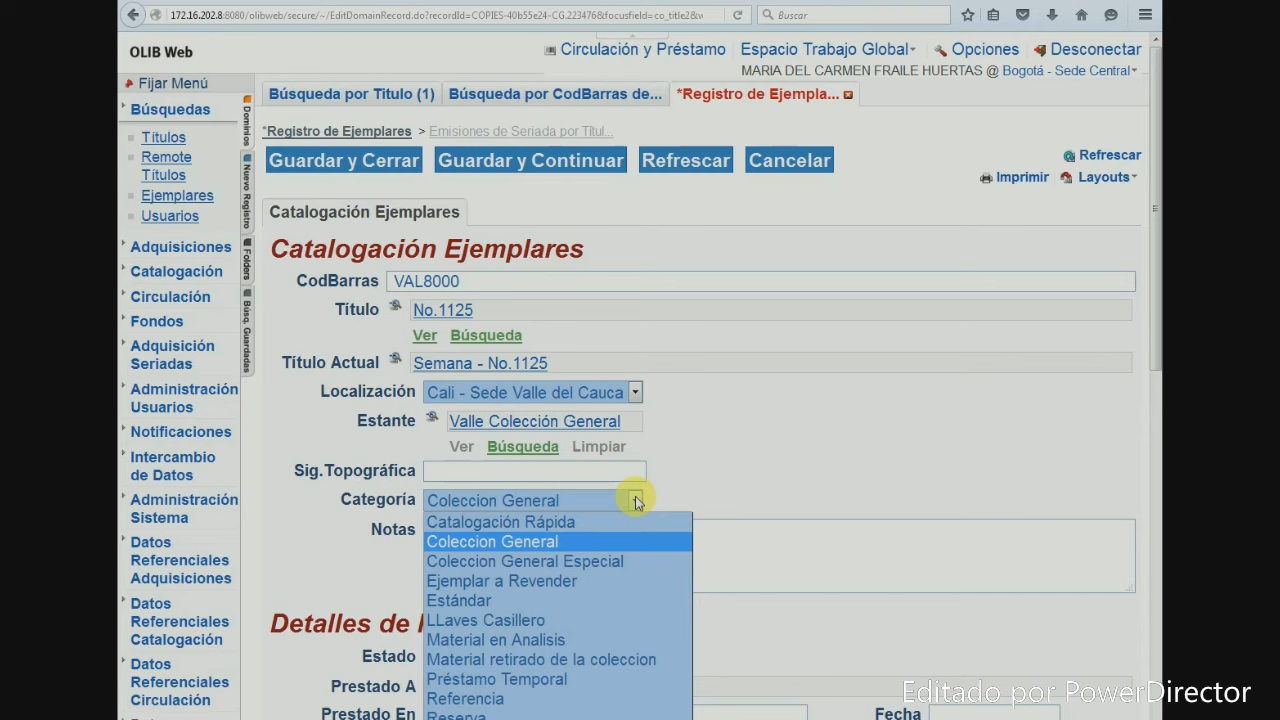 172.16.202.8:8080/olibweb/secure/~/EditDomainRecord.do?recordId=COPIES-40b55e24-CG.223476&focusfield=co_title2&v
Buscar
OLIB Web
Circulación y Préstamo
Espacio Trabajo Global
Opciones
Desconectar
MARIA DEL CARMEN FRAILE HUERTAS @ Bogotá - Sede Central
Fijar Menú
Búsquedas
Títulos
Remote
Títulos
Ejemplares
Usuarios
Adquisiciones
Catalogación
Circulación
Fondos
Adquisición
Seriadas
Administración
Usuarios
Notificaciones
Intercambio
de Datos
Administración
Sistema
Datos
Referenciales
Adquisiciones
Datos
Referenciales
Catalogación
Datos
Referenciales
Circulación
Dominios
Nuevo Registro
Folders
Búsq. Guardadas
Búsqueda por Titulo (1)
Búsqueda por CodBarras de...
*Registro de Ejempla...
*Registro de Ejemplares > Emisiones de Seriada por Títul...
Guardar y Cerrar
Guardar y Continuar
Refrescar
Cancelar
Refrescar
Imprimir
Layouts
Catalogación Ejemplares
Catalogación Ejemplares
CodBarras VAL8000
Título No.1125
Ver Búsqueda
Título Actual Semana - No.1125
Localización Cali - Sede Valle del Cauca
Estante Valle Colección General
Ver Búsqueda Limpiar
Sig.Topográfica
Categoría Coleccion General
Notas
Catalogación Rápida
Coleccion General
Coleccion General Especial
Ejemplar a Revender
Estándar
LLaves Casillero
Material en Analisis
Material retirado de la coleccion
Préstamo Temporal
Referencia
Reserva
Detalles de
Estado
Prestado A
Prestado En
Fecha
Editado por PowerDirector